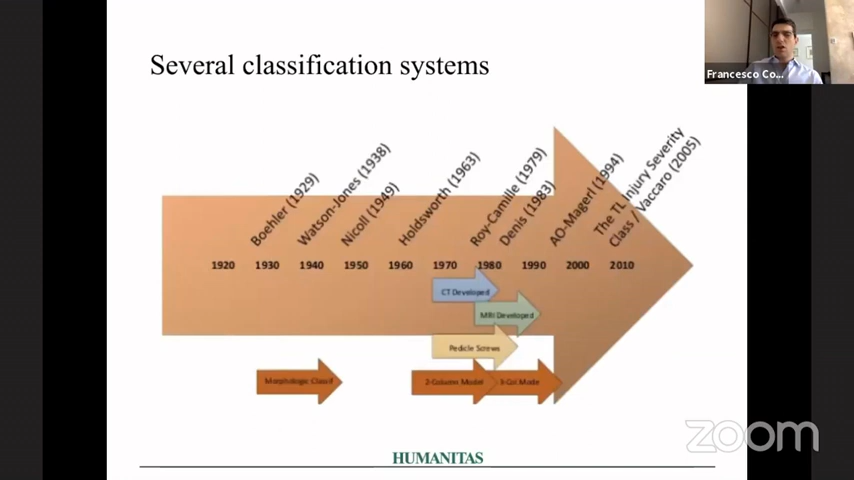 Several classification systems
Francesco Co...
Boehler (1929)
Watson-Jones (1938)
Nicoll (1949)
Holdsworth (1963)
Roy-Camille (1979)
Denis (1983)
AO-Magerl (1994)
The TL Injury Severity
Class / Vaccaro (2005)
1920 1930 1940 1950 1960 1970 1980 1990 2000 2010
CT Developed
MRI Developed
Pedicle Screws
Morphologic Classif
2-Column Model
3-Col Mode
HUMANITAS
zoom